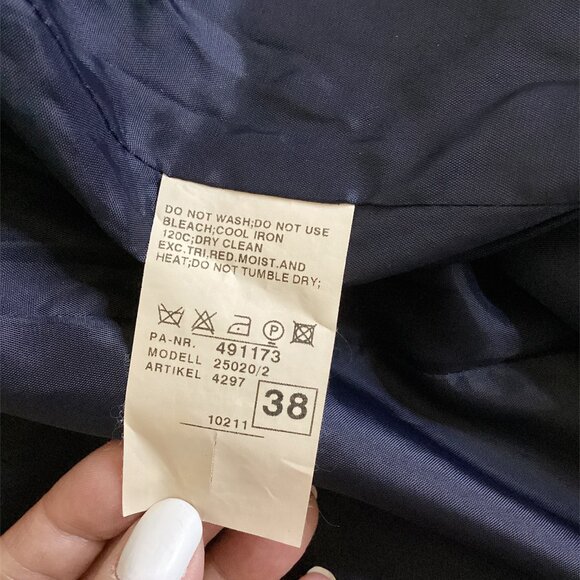 DO NOT WASH;DO NOT USE
BLEACH;COOL IRON
120C;DRY CLEAN
EXC.TRI.RED.MOIST.AND
HEAT;DO NOT TUMBLE DRY;
P
PA-NR. 491173
MODELL 25020/2
ARTIKEL 4297
38
10211